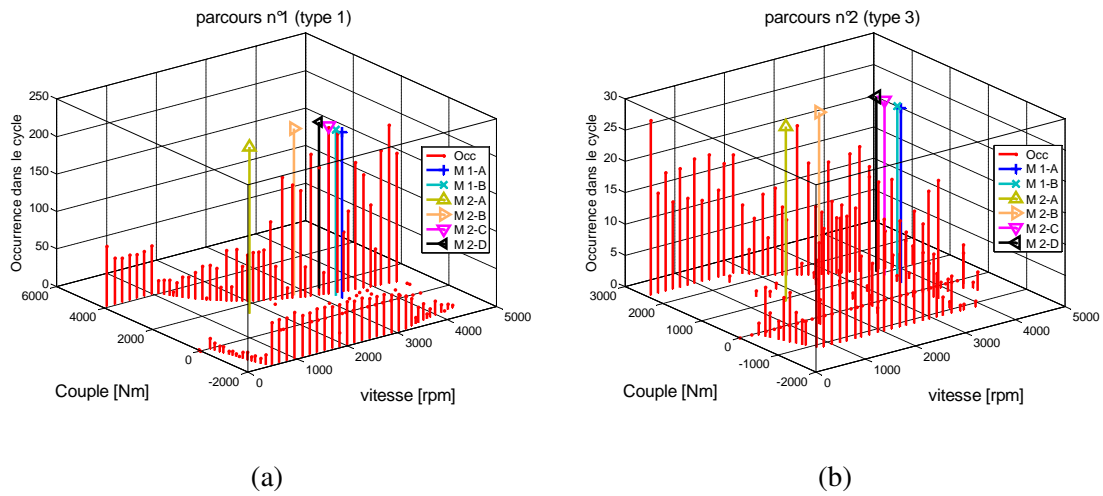 parcours n°1 (type 1)
Occurrence dans le cycle
250
200
150
100
50
0
6000
4000
2000
0
-2000
0
1000
2000
3000
4000
5000
Couple [Nm]
vitesse [rpm]
Occ
M 1-A
M 1-B
M 2-A
M 2-B
M 2-C
M 2-D
(a)
parcours n°2 (type 3)
Occurrence dans le cycle
30
25
20
15
10
5
0
3000
2000
1000
0
-1000
-2000
0
1000
2000
3000
4000
5000
Couple [Nm]
vitesse [rpm]
Occ
M 1-A
M 1-B
M 2-A
M 2-B
M 2-C
M 2-D
(b)